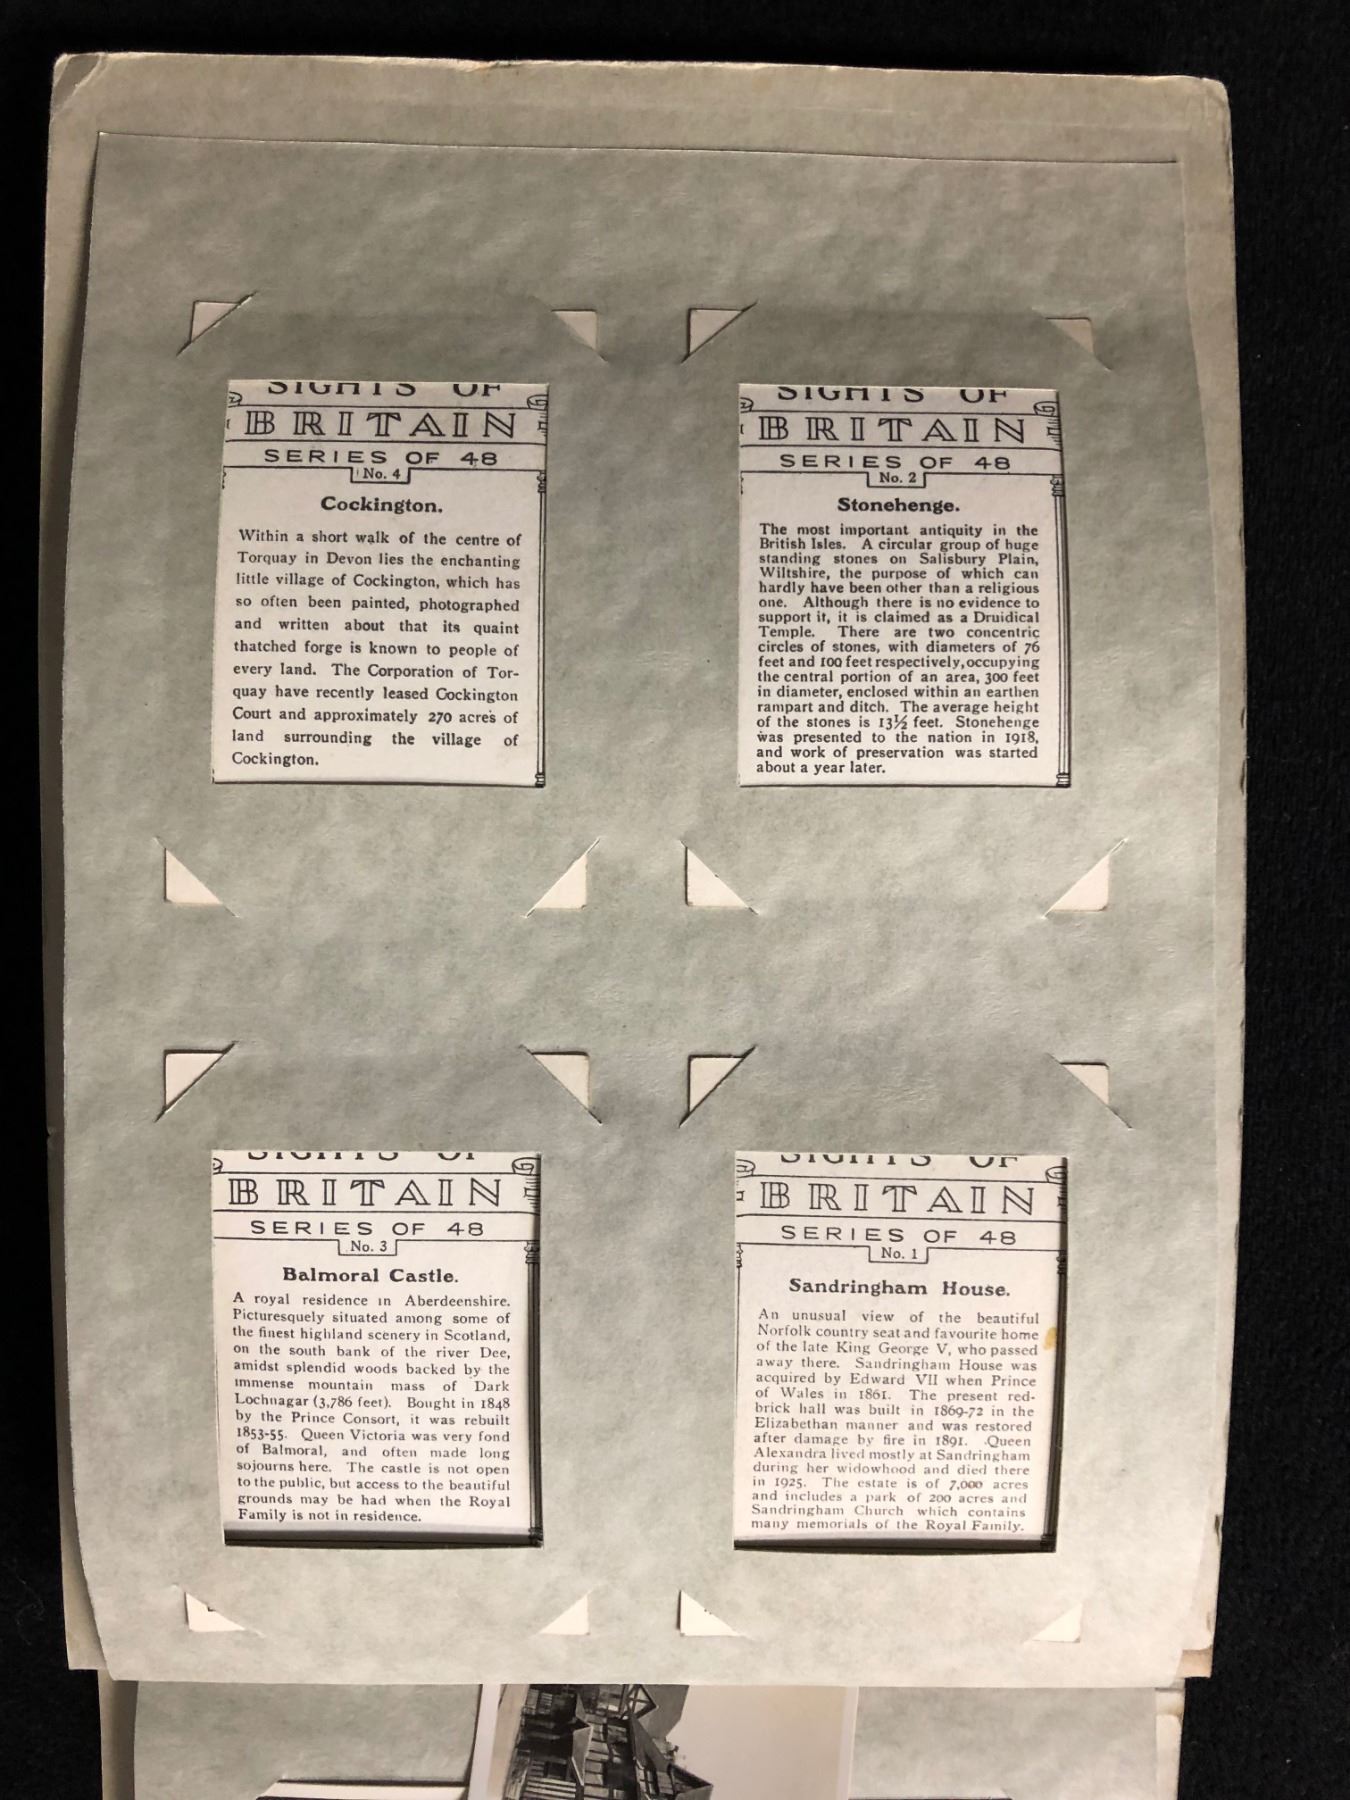 SIGHTS OF
BRITAIN
SERIES OF 48
No. 4
Cockington.
Within a short walk of the centre of
Torquay in Devon lies the enchanting
little village of Cockington, which has
so often been painted, photographed
and written about that its quaint
thatched forge is known to people of
every land. The Corporation of Tor-
quay have recently leased Cockington
Court and approximately 270 acres of
land surrounding the village of
Cockington.
SIGHTS OF
BRITAIN
SERIES OF 48
No. 2
Stonehenge.
The most important antiquity in the
British Isles. A circular group of huge
standing stones on Salisbury Plain,
Wiltshire, the purpose of which can
hardly have been other than a religious
one. Although there is no evidence to
support it, it is claimed as a Druidical
Temple. There are two concentric
circles of stones, with diameters of 76
feet and 100 feet respectively, occupying
the central portion of an area, 300 feet
in diameter, enclosed within an earthen
rampart and ditch. The average height
of the stones is 13½ feet. Stonehenge
was presented to the nation in 1918,
and work of preservation was started
about a year later.
SIGHTS OF
BRITAIN
SERIES OF 48
No. 3
Balmoral Castle.
A royal residence in Aberdeenshire.
Picturesquely situated among some of
the finest highland scenery in Scotland,
on the south bank of the river Dee,
amidst splendid woods backed by the
immense mountain mass of Dark
Lochnagar (3,786 feet). Bought in 1848
by the Prince Consort, it was rebuilt
1853-55. Queen Victoria was very fond
of Balmoral, and often made long
sojourns here. The castle is not open
to the public, but access to the beautiful
grounds may be had when the Royal
Family is not in residence.
SIGHTS OF
BRITAIN
SERIES OF 48
No. 1
Sandringham House.
An unusual view of the beautiful
Norfolk country seat and favourite home
of the late King George V, who passed
away there. Sandringham House was
acquired by Edward VII when Prince
of Wales in 1861. The present red-
brick hall was built in 1869-72 in the
Elizabethan manner and was restored
after damage by fire in 1891. Queen
Alexandra lived mostly at Sandringham
during her widowhood and died there
in 1925. The estate is of 7,000 acres
and includes a park of 200 acres and
Sandringham Church which contains
many memorials of the Royal Family.